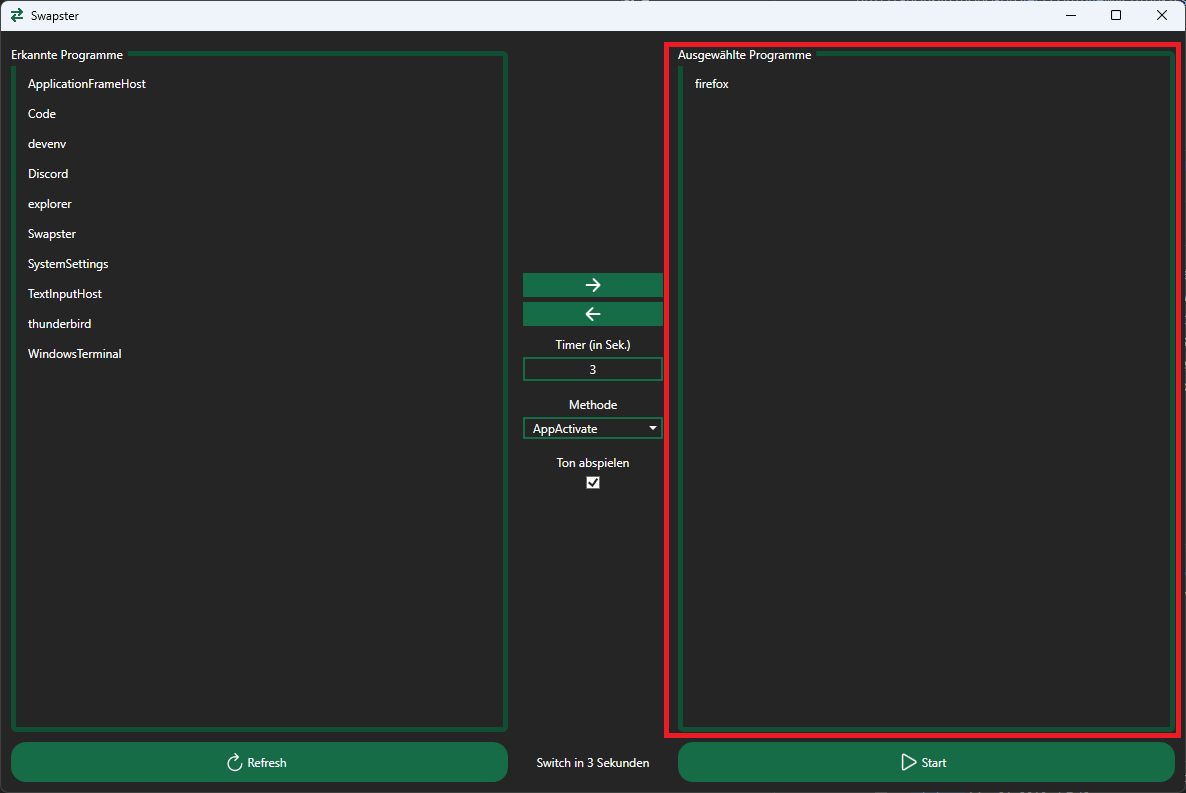 Swapster
Erkannte Programme
ApplicationFrameHost
Code
devenv
Discord
explorer
Swapster
SystemSettings
TextInputHost
thunderbird
WindowsTerminal
Timer (in Sek.)
3
Methode
AppActivate
Ton abspielen
Ausgewählte Programme
firefox
Refresh
Switch in 3 Sekunden
Start